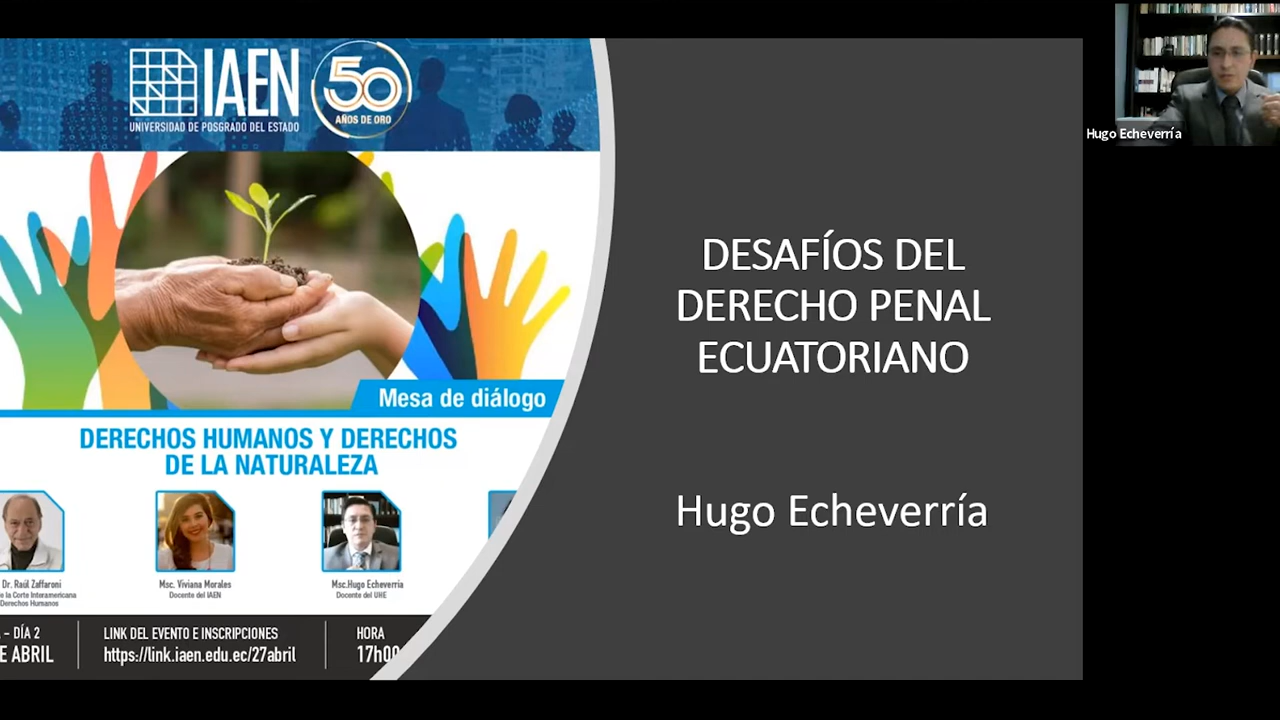 IAEN
UNIVERSIDAD DE POSGRADO DEL ESTADO
50
AÑOS DE ORO
Mesa de diálogo
DERECHOS HUMANOS Y DERECHOS
DE LA NATURALEZA
Dr. Raúl Zaffaroni
e la Corte Interamericana
Derechos Humanos
Msc. Viviana Morales
Docente del IAEN
Msc.Hugo Echeverría
Docente del UHE
- DÍA 2
E ABRIL
LINK DEL EVENTO E INSCRIPCIONES
https://link.iaen.edu.ec/27abril
HORA
17h00
DESAFÍOS DEL
DERECHO PENAL
ECUATORIANO
Hugo Echeverría
Hugo Echeverría